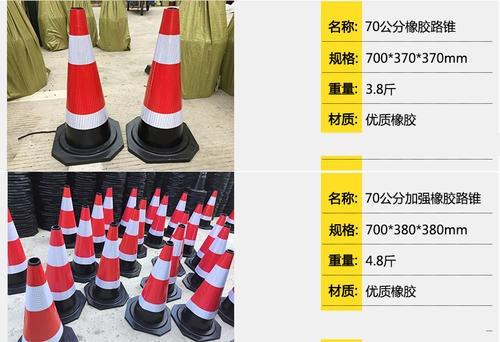 名称: 70公分橡胶路锥
规格: 700*370*370mm
重量: 3.8斤
材质: 优质橡胶
名称: 70公分加强橡胶路锥
规格: 700*380*380mm
重量: 4.8斤
材质: 优质橡胶